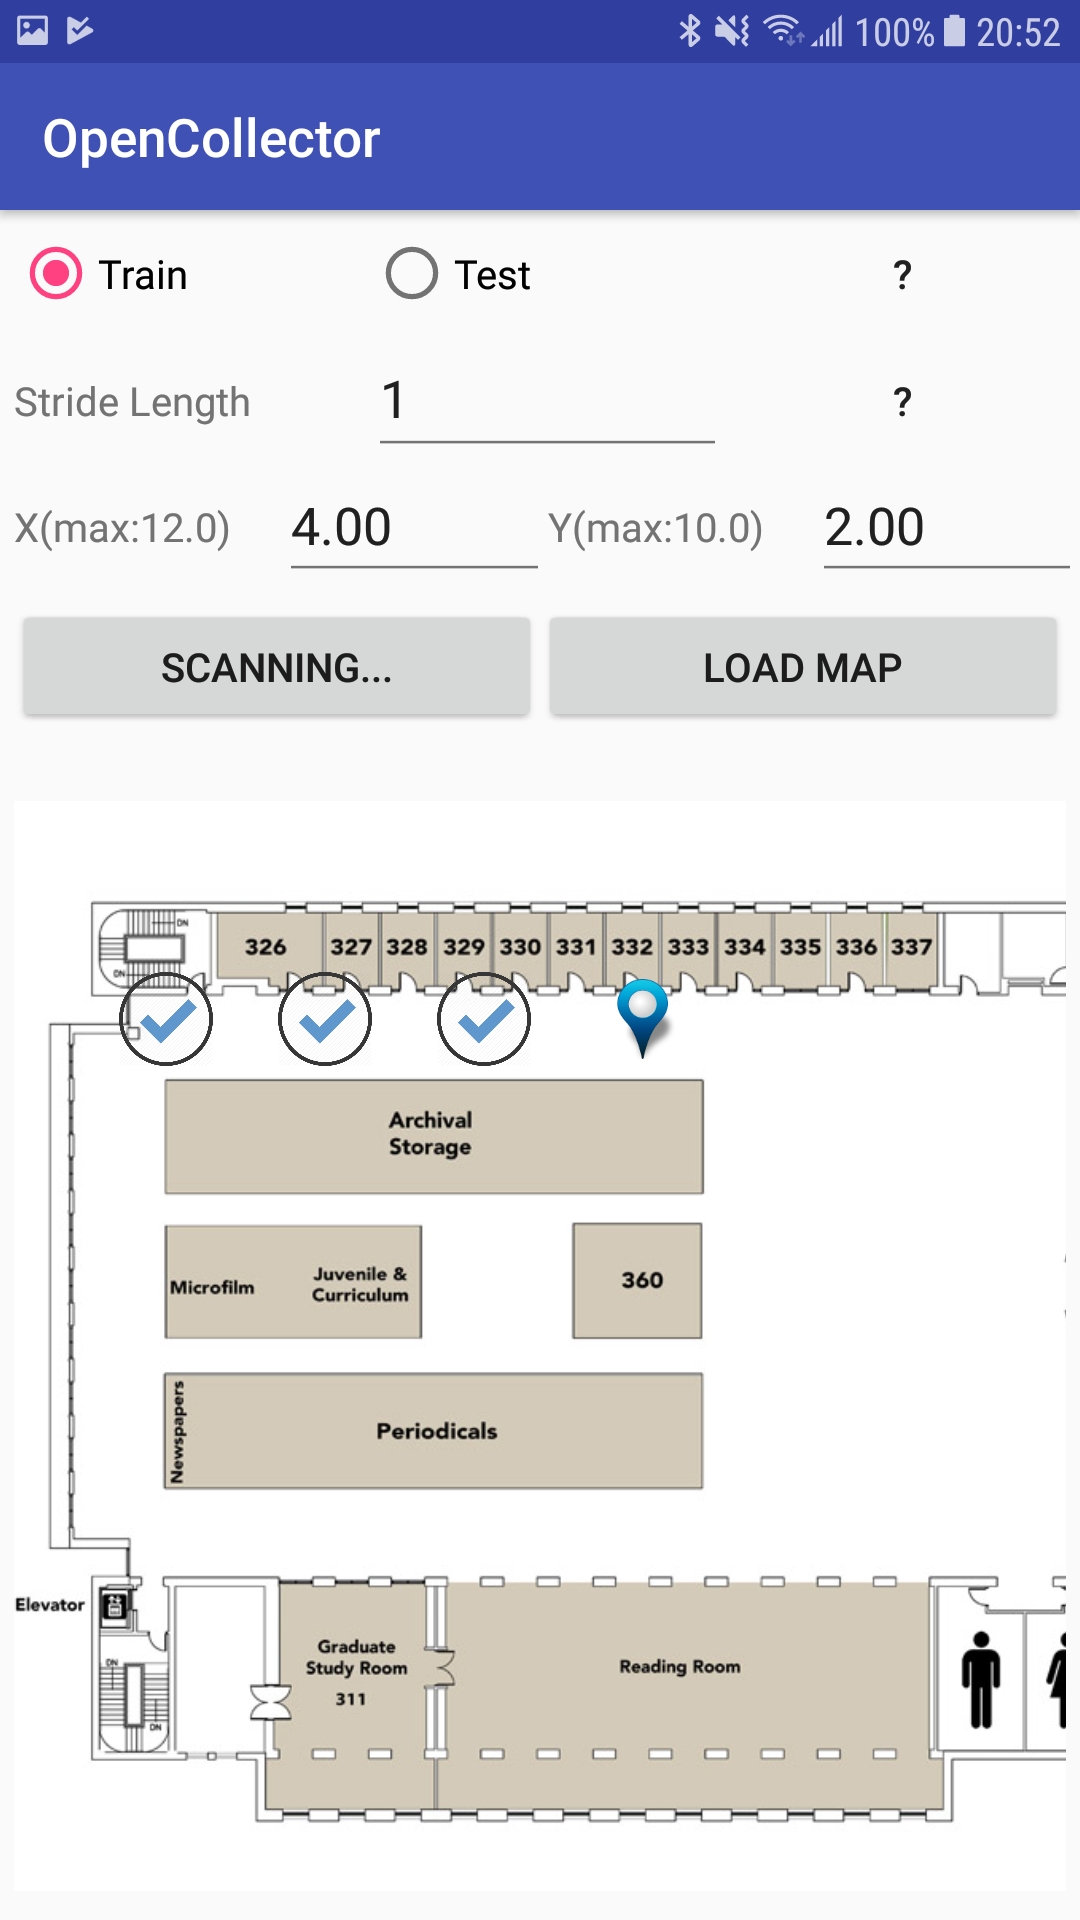 100% 20:52
OpenCollector
Train Test ?
Stride Length 1 ?
X(max:12.0) 4.00 Y(max:10.0) 2.00
SCANNING... LOAD MAP
DN
326 327 328 329 330 331 332 333 334 335 336 337
DN
Archival
Storage
Microfilm
Juvenile &
Curriculum
360
Newspapers
Periodicals
Elevator
Graduate
Study Room
311
Reading Room
DN
DN